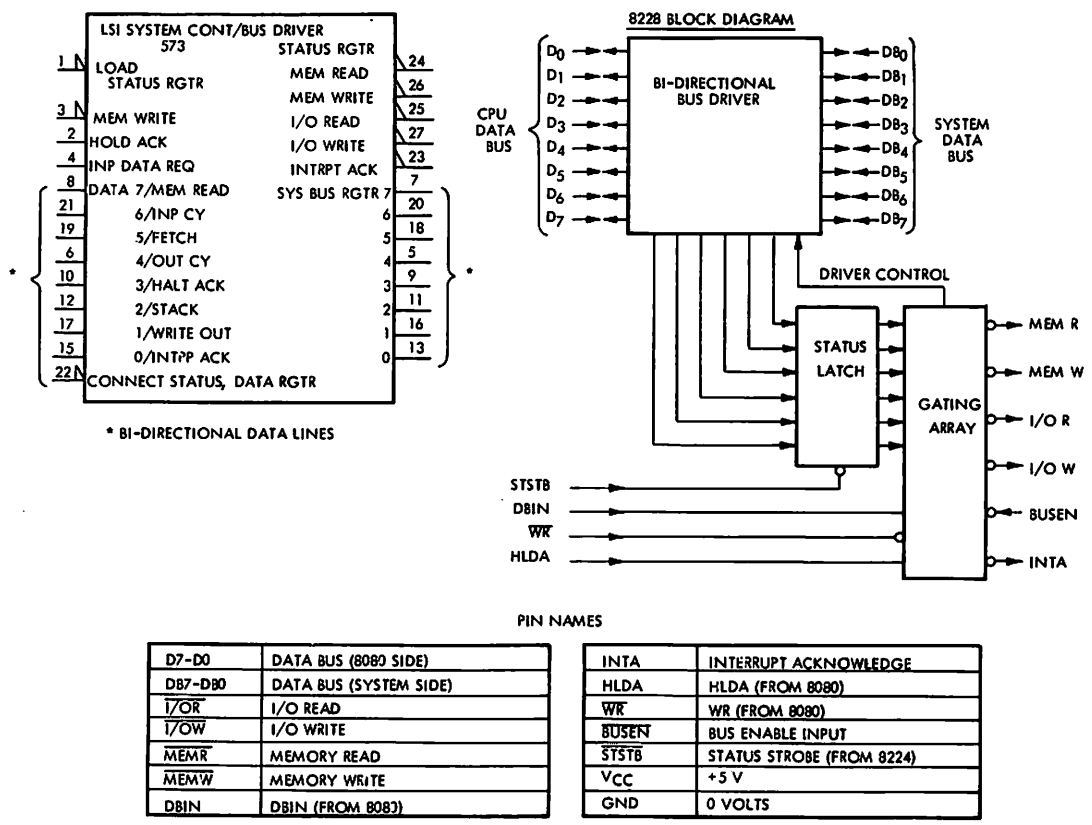 LSI SYSTEM CONT/BUS DRIVER
573
STATUS RGTR
1
LOAD
STATUS RGTR
3
MEM WRITE
2
HOLD ACK
4
INP DATA REQ
8
DATA 7/MEM READ
21
6/INP CY
19
5/FETCH
6
4/OUT CY
10
3/HALT ACK
12
2/STACK
17
1/WRITE OUT
15
0/INTPP ACK
22
CONNECT STATUS, DATA RGTR
24
MEM READ
26
MEM WRITE
25
I/O READ
27
I/O WRITE
23
INTRPT ACK
7
SYS BUS RGTR 7
20
6
18
5
5
4
9
3
11
2
16
1
13
0
*
*
* BI-DIRECTIONAL DATA LINES
8228 BLOCK DIAGRAM
CPU
DATA
BUS
D0
D1
D2
D3
D4
D5
D6
D7
BI-DIRECTIONAL
BUS DRIVER
DB0
DB1
DB2
DB3
DB4
DB5
DB6
DB7
SYSTEM
DATA
BUS
DRIVER CONTROL
STATUS
LATCH
GATING
ARRAY
MEM R
MEM W
I/O R
I/O W
BUSEN
INTA
STSTB
DBIN
WR
HLDA
PIN NAMES
D7-D0 DATA BUS (8080 SIDE)
DB7-DB0 DATA BUS (SYSTEM SIDE)
I/OR I/O READ
I/OW I/O WRITE
MEMR MEMORY READ
MEMW MEMORY WRITE
DBIN DBIN (FROM 8080)
INTA INTERRUPT ACKNOWLEDGE
HLDA HLDA (FROM 8080)
WR WR (FROM 8080)
BUSEN BUS ENABLE INPUT
STSTB STATUS STROBE (FROM 8224)
VCC +5 V
GND 0 VOLTS